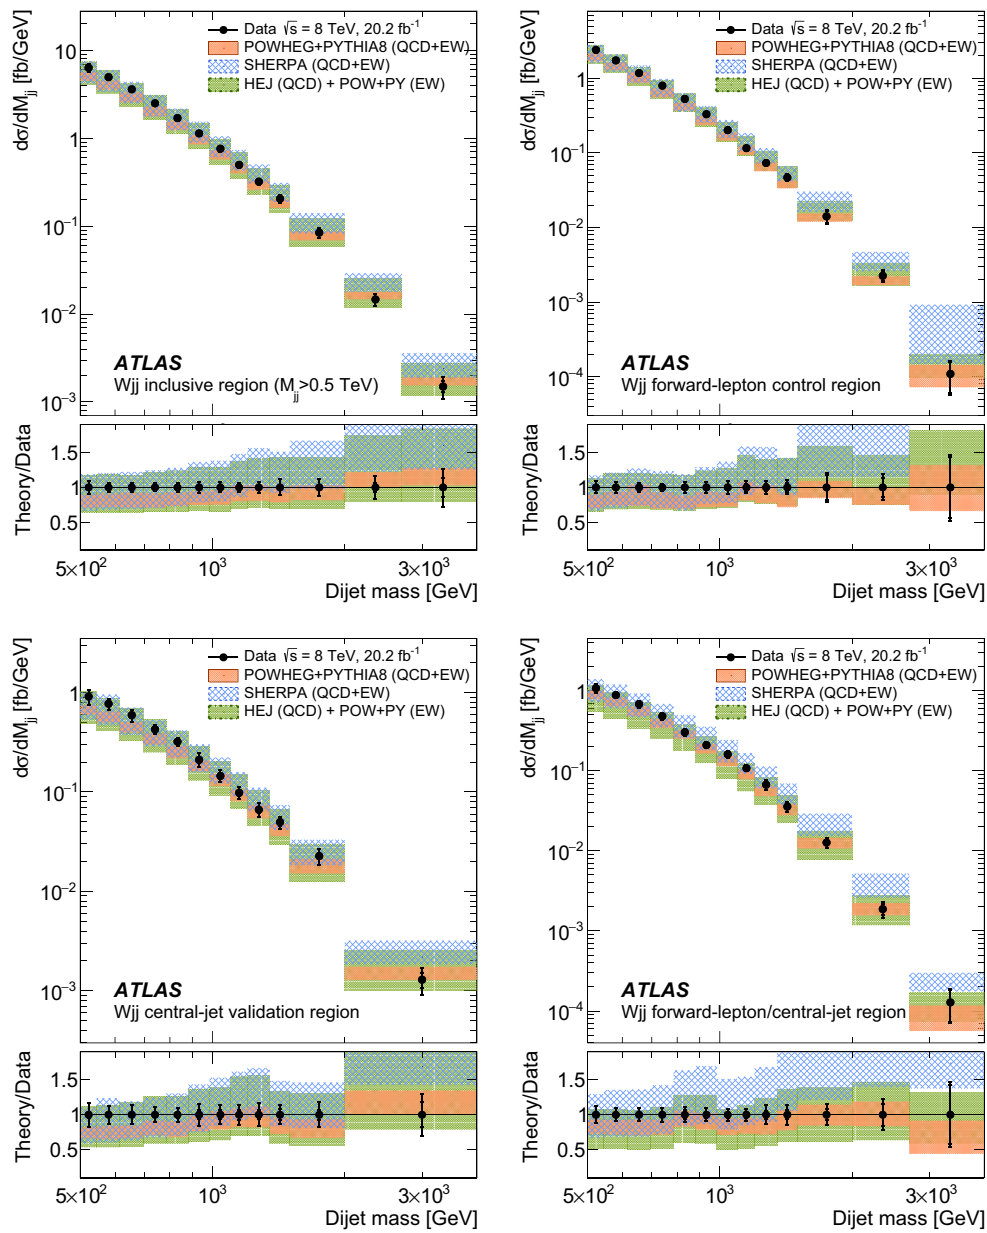 dσ/dM_jj [fb/GeV]
10
1
10⁻¹
10⁻²
10⁻³
Data √s = 8 TeV, 20.2 fb⁻¹
POWHEG+PYTHIA8 (QCD+EW)
SHERPA (QCD+EW)
HEJ (QCD) + POW+PY (EW)
ATLAS
Wjj inclusive region (M_jj>0.5 TeV)
Theory/Data
1.5
1
0.5
5×10²
10³
3×10³
Dijet mass [GeV]
dσ/dM_jj [fb/GeV]
1
10⁻¹
10⁻²
10⁻³
10⁻⁴
Data √s = 8 TeV, 20.2 fb⁻¹
POWHEG+PYTHIA8 (QCD+EW)
SHERPA (QCD+EW)
HEJ (QCD) + POW+PY (EW)
ATLAS
Wjj forward-lepton control region
Theory/Data
1.5
1
0.5
5×10²
10³
3×10³
Dijet mass [GeV]
dσ/dM_jj [fb/GeV]
1
10⁻¹
10⁻²
10⁻³
Data √s = 8 TeV, 20.2 fb⁻¹
POWHEG+PYTHIA8 (QCD+EW)
SHERPA (QCD+EW)
HEJ (QCD) + POW+PY (EW)
ATLAS
Wjj central-jet validation region
Theory/Data
1.5
1
0.5
5×10²
10³
3×10³
Dijet mass [GeV]
dσ/dM_jj [fb/GeV]
1
10⁻¹
10⁻²
10⁻³
10⁻⁴
Data √s = 8 TeV, 20.2 fb⁻¹
POWHEG+PYTHIA8 (QCD+EW)
SHERPA (QCD+EW)
HEJ (QCD) + POW+PY (EW)
ATLAS
Wjj forward-lepton/central-jet region
Theory/Data
1.5
1
0.5
5×10²
10³
3×10³
Dijet mass [GeV]